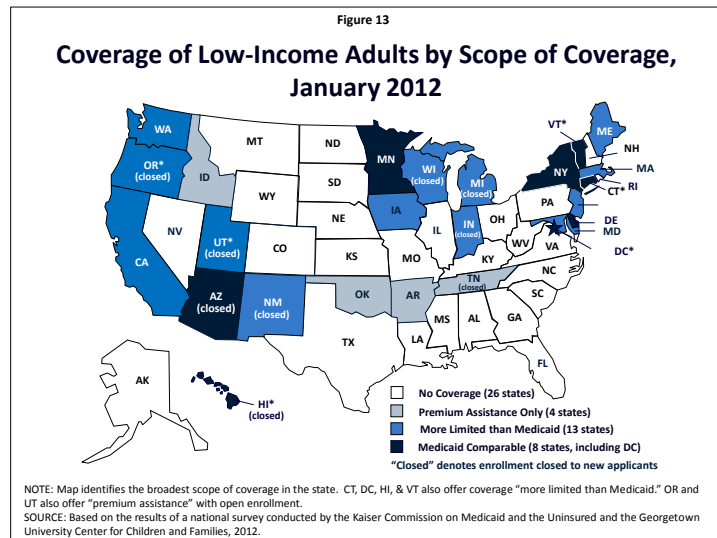 Figure 13
Coverage of Low-Income Adults by Scope of Coverage,
January 2012
WA
OR*
(closed)
CA
ID
NV
UT*
(closed)
AZ
(closed)
MT
WY
CO
NM
(closed)
ND
SD
NE
KS
OK
TX
MN
IA
MO
AR
LA
WI
(closed)
IL
MI
(closed)
IN
(closed)
OH
KY
TN
(closed)
MS
AL
GA
FL
SC
NC
VA
WV
PA
NY
VT*
ME
NH
MA
RI
CT*
DE
MD
DC*
AK
HI*
(closed)
No Coverage (26 states)
Premium Assistance Only (4 states)
More Limited than Medicaid (13 states)
Medicaid Comparable (8 states, including DC)
“Closed” denotes enrollment closed to new applicants
NOTE: Map identifies the broadest scope of coverage in the state. CT, DC, HI, & VT also offer coverage “more limited than Medicaid.” OR and
UT also offer “premium assistance” with open enrollment.
SOURCE: Based on the results of a national survey conducted by the Kaiser Commission on Medicaid and the Uninsured and the Georgetown
University Center for Children and Families, 2012.